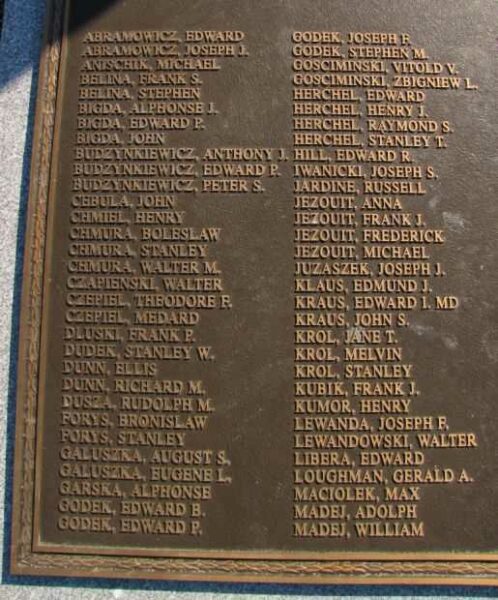 ABRAMOWICZ, EDWARD
ABRAMOWICZ, JOSEPH J.
ANISCHIK, MICHAEL
BELINA, FRANK S.
BELINA, STEPHEN
BIGDA, ALPHONSE J.
BIGDA, EDWARD P.
BIGDA, JOHN
BUDZYNKIEWICZ, ANTHONY J.
BUDZYNKIEWICZ, EDWARD P.
BUDZYNKIEWICZ, PETER S.
CEBULA, JOHN
CHMIEL, HENRY
CHMURA, BOLESLAW
CHMURA, STANLEY
CHMURA, WALTER M.
CZAPIENSKI, WALTER
CZEPIEL, THEODORE F.
CZEPIEL, MEDARD
DLUSKI, FRANK P.
DUDEK, STANLEY W.
DUNN, ELLIS
DUNN, RICHARD M.
DUSZA, RUDOLPH M.
FORYS, BRONISLAW
FORYS, STANLEY
GALUSZKA, AUGUST S.
GALUSZKA, EUGENE L.
GARSKA, ALPHONSE
GODEK, EDWARD B.
GODEK, EDWARD P.
GODEK, JOSEPH F.
GODEK, STEPHEN M.
GOSCIMINSKI, VITOLD V.
GOSCIMINSKI, ZBIGNIEW L.
HERCHEL, EDWARD
HERCHEL, HENRY J.
HERCHEL, RAYMOND S.
HERCHEL, STANLEY T.
HILL, EDWARD R.
IWANICKI, JOSEPH S.
JARDINE, RUSSELL
JEZOUIT, ANNA
JEZOUIT, FRANK J.
JEZOUIT, FREDERICK
JEZOUIT, MICHAEL
JUZASZEK, JOSEPH J.
KLAUS, EDMUND J.
KRAUS, EDWARD I. MD
KRAUS, JOHN S.
KROL, JANE T.
KROL, MELVIN
KROL, STANLEY
KUBIK, FRANK J.
KUMOR, HENRY
LEWANDA, JOSEPH F.
LEWANDOWSKI, WALTER
LIBERA, EDWARD
LOUGHMAN, GERALD A.
MACIOLEK, MAX
MADEJ, ADOLPH
MADEJ, WILLIAM